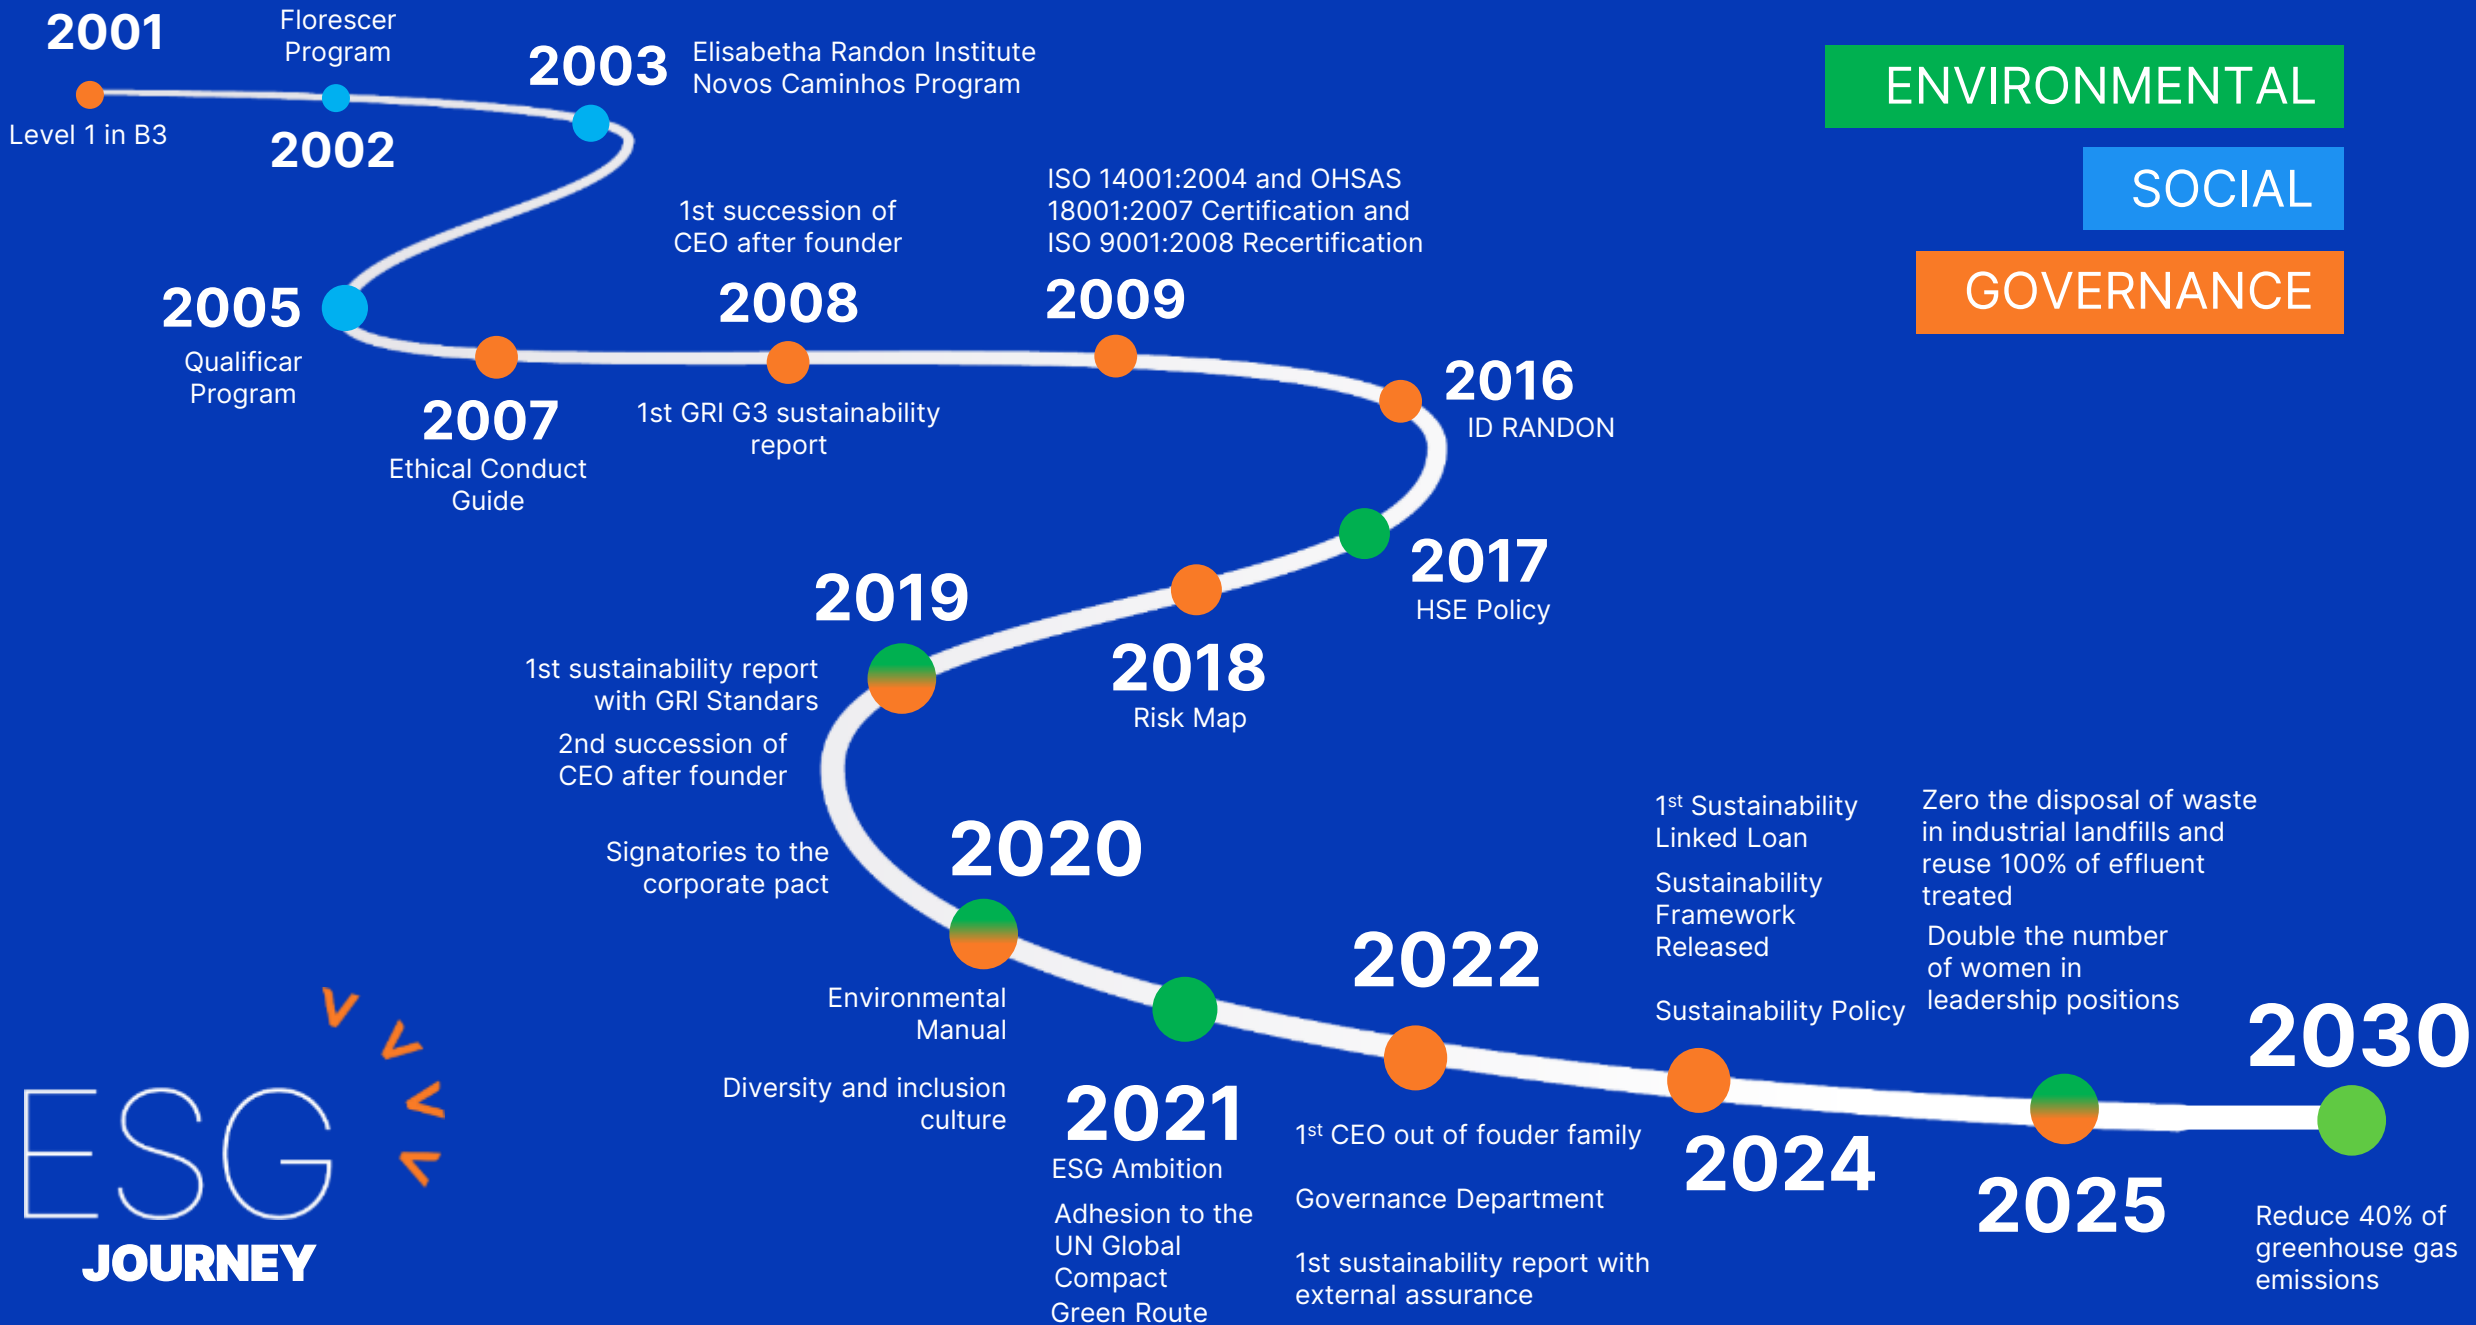 2001
Level 1 in B3
Florescer
Program
2002
2003
Elisabetha Randon Institute
Novos Caminhos Program
ENVIRONMENTAL
SOCIAL
GOVERNANCE
2005
Qualificar
Program
2007
Ethical Conduct
Guide
1st succession of
CEO after founder
2008
1st GRI G3 sustainability
report
ISO 14001:2004 and OHSAS
18001:2007 Certification and
ISO 9001:2008 Recertification
2009
2016
ID RANDON
2017
HSE Policy
2018
Risk Map
2019
1st sustainability report
with GRI Standars
2nd succession of
CEO after founder
2020
Signatories to the
corporate pact
Environmental
Manual
Diversity and inclusion
culture
2021
ESG Ambition
Adhesion to the
UN Global
Compact
Green Route
2022
1st CEO out of fouder family
Governance Department
1st sustainability report with
external assurance
1st Sustainability
Linked Loan
Sustainability
Framework
Released
Sustainability Policy
2024
Zero the disposal of waste
in industrial landfills and
reuse 100% of effluent
treated
Double the number
of women in
leadership positions
2025
2030
Reduce 40% of
greenhouse gas
emissions
ESG
JOURNEY